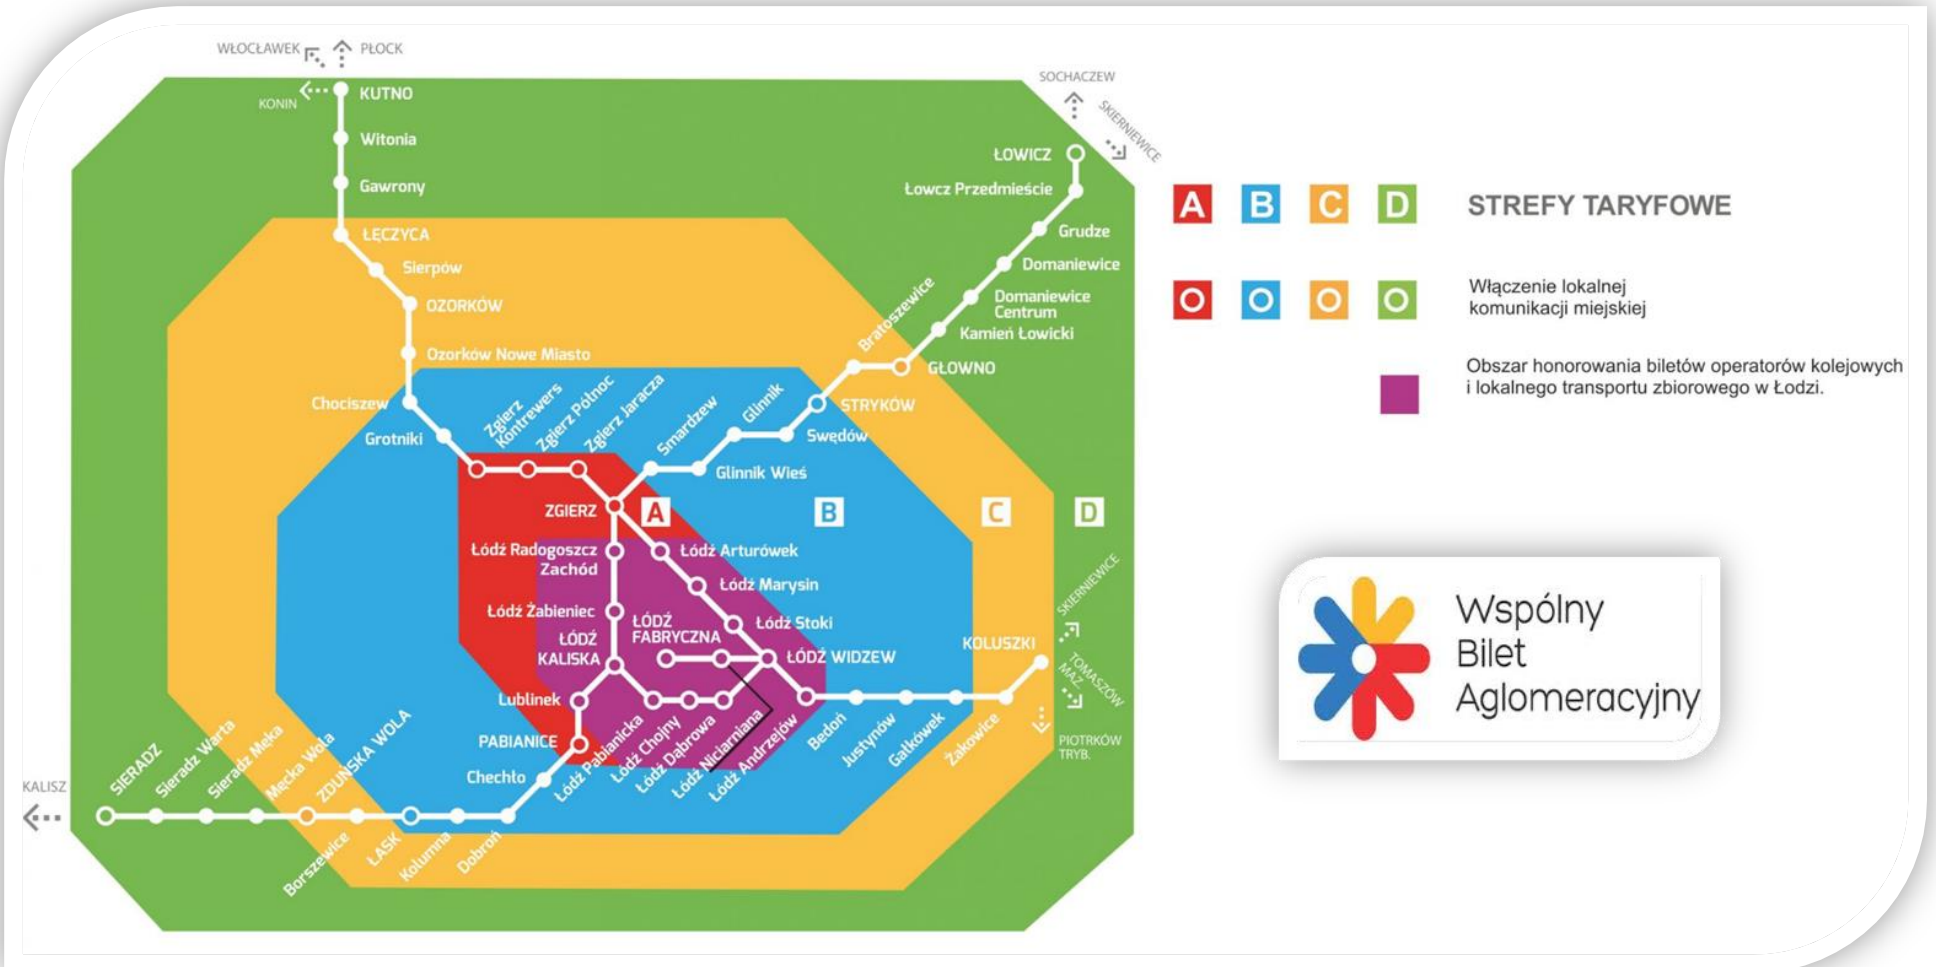 WŁOCŁAWEK
PŁOCK
KONIN
KUTNO
Witonia
Gawrony
ŁĘCZYCA
Sierpów
OZORKÓW
Ozorków Nowe Miasto
Chociszew
Grotniki
Zgierz
Kontrewers
Zgierz Północ
Zgierz Jaracza
ZGIERZ
SOCHACZEW
SKIERNIEWICE
ŁOWICZ
Łowcz Przedmieście
Grudze
Domaniewice
Domaniewice
Centrum
Kamień Łowicki
Bratoszewice
GŁOWNO
STRYKÓW
Swędów
Glinnik
Smardzew
Glinnik Wieś
A
B
C
D
Łódź Radogoszcz
Zachód
Łódź Arturówek
Łódź Marysin
Łódź Żabieniec
Łódź Stoki
ŁÓDŹ
FABRYCZNA
ŁÓDŹ
KALISKA
ŁÓDŹ WIDZEW
KOLUSZKI
SKIERNIEWICE
TOMASZÓW
MAZ.
PIOTRKÓW
TRYB.
Lublinek
PABIANICE
Chechło
Łódź Pabianicka
Łódź Chojny
Łódź Dąbrowa
Łódź Niciarniana
Łódź Andrzejów
Bedoń
Justynów
Gałkówek
Żakowice
KALISZ
SIERADZ
Sieradz Warta
Sieradz Męka
Męcka Wola
ZDUŃSKA WOLA
Borszewice
ŁASK
Kolumna
Dobroń
A B C D STREFY TARYFOWE
Włączenie lokalnej
komunikacji miejskiej
Obszar honorowania biletów operatorów kolejowych
i lokalnego transportu zbiorowego w Łodzi.
Wspólny
Bilet
Aglomeracyjny